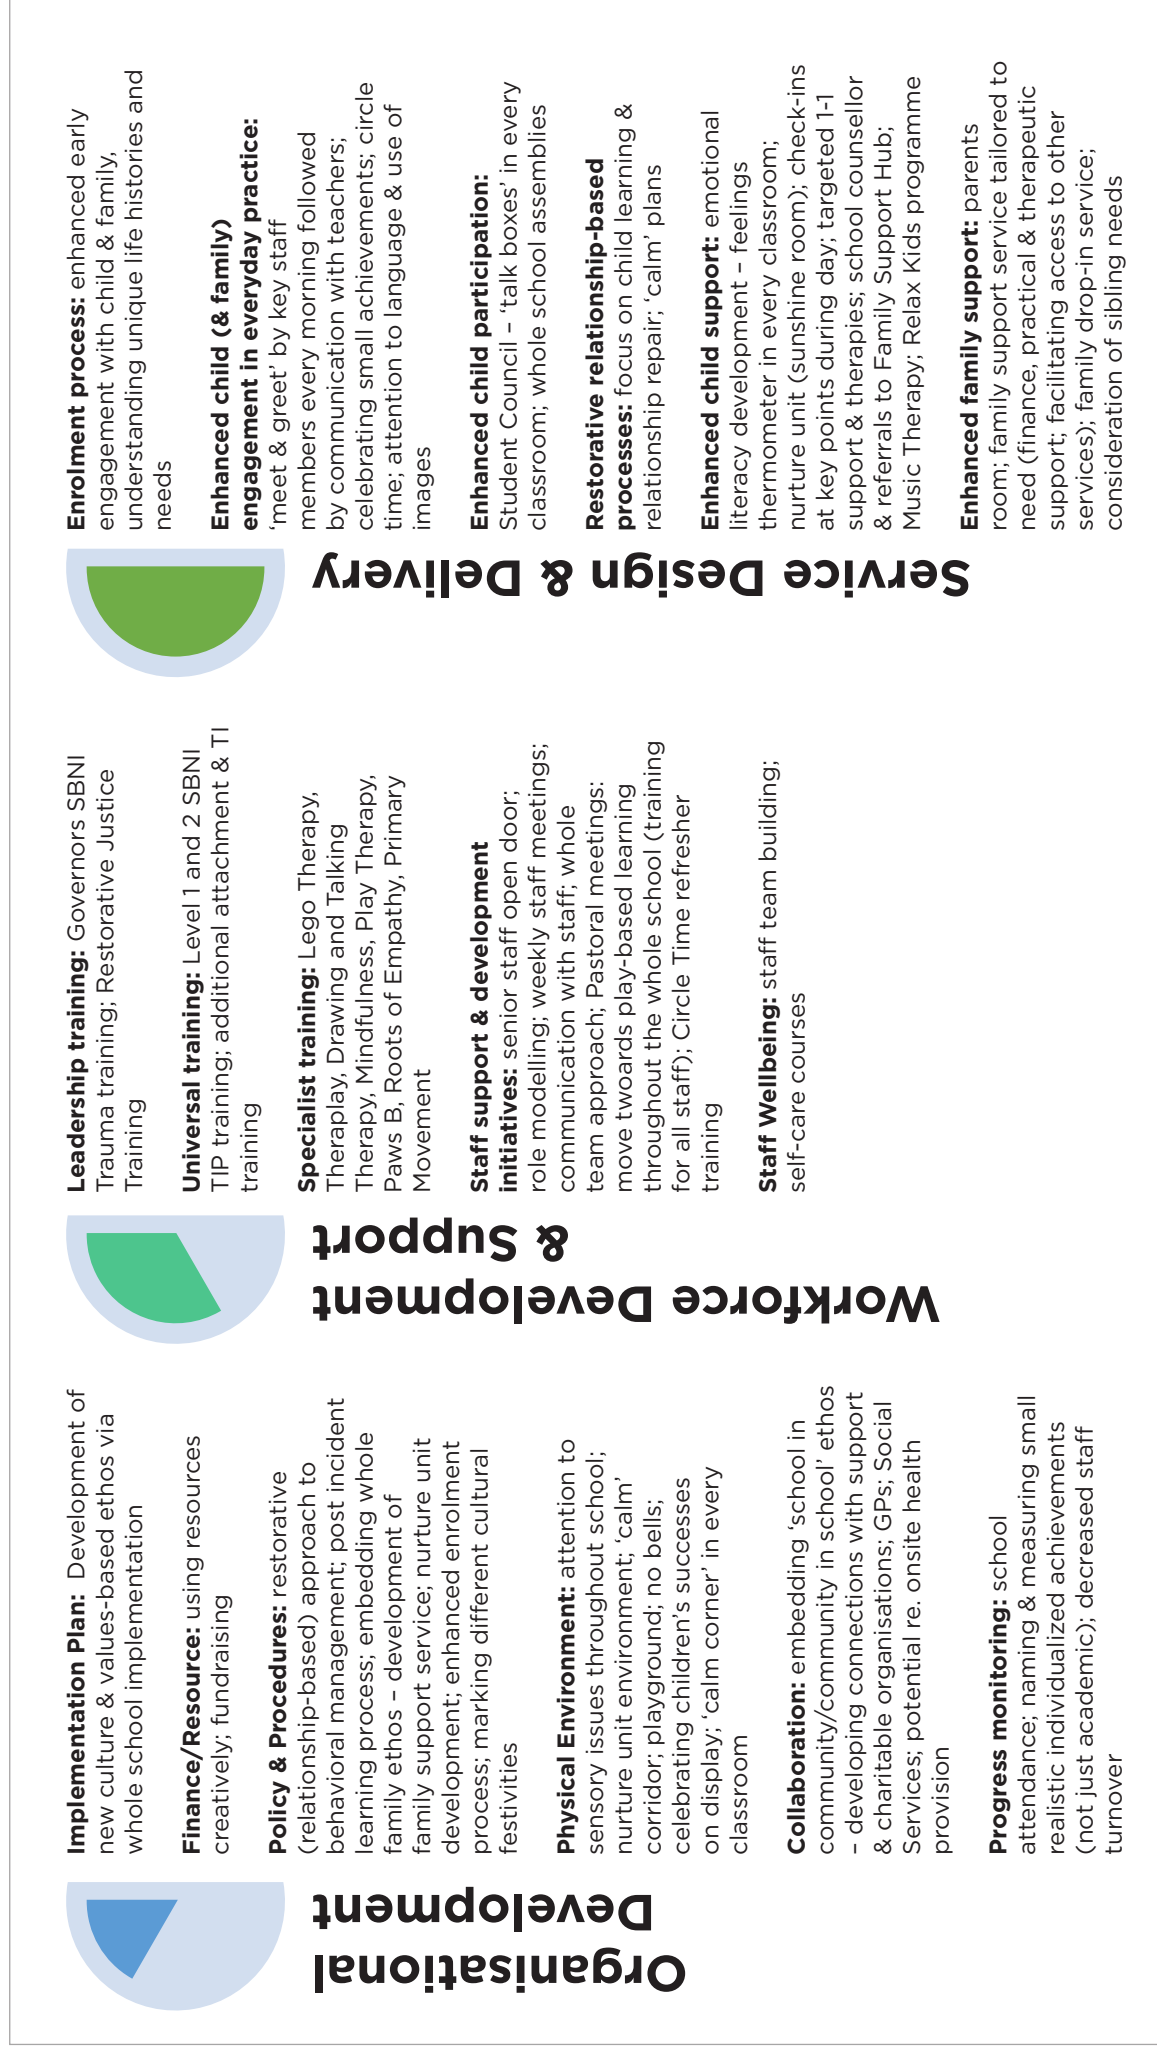 Organisational
Development
Implementation Plan: Development of
new culture & values-based ethos via
whole school implementation
Finance/Resource: using resources
creatively; fundraising
Policy & Procedures: restorative
(relationship-based) approach to
behavioral management; post incident
learning process; embedding whole
family ethos – development of
family support service; nurture unit
development; enhanced enrolment
process; marking different cultural
festivities
Physical Environment: attention to
sensory issues throughout school;
nurture unit environment; ‘calm’
corridor; playground; no bells;
celebrating children’s successes
on display; ‘calm corner’ in every
classroom
Collaboration: embedding ‘school in
community/community in school’ ethos
– developing connections with support
& charitable organisations; GPs; Social
Services; potential re. onsite health
provision
Progress monitoring: school
attendance; naming & measuring small
realistic individualized achievements
(not just academic); decreased staff
turnover
Workforce Development
& Support
Leadership training: Governors SBNI
Trauma training; Restorative Justice
Training
Universal training: Level 1 and 2 SBNI
TIP training; additional attachment & TI
training
Specialist training: Lego Therapy,
Theraplay, Drawing and Talking
Therapy, Mindfulness, Play Therapy,
Paws B, Roots of Empathy, Primary
Movement
Staff support & development
initiatives: senior staff open door;
role modelling; weekly staff meetings;
communication with staff; whole
team approach; Pastoral meetings:
move twoards play-based learning
throughout the whole school (training
for all staff); Circle Time refresher
training
Staff Wellbeing: staff team building;
self-care courses
Service Design & Delivery
Enrolment process: enhanced early
engagement with child & family,
understanding unique life histories and
needs
Enhanced child (& family)
engagement in everyday practice:
‘meet & greet’ by key staff
members every morning followed
by communication with teachers;
celebrating small achievements; circle
time; attention to language & use of
images
Enhanced child participation:
Student Council – ‘talk boxes’ in every
classroom; whole school assemblies
Restorative relationship-based
processes: focus on child learning &
relationship repair; ‘calm’ plans
Enhanced child support: emotional
literacy development – feelings
thermometer in every classroom;
nurture unit (sunshine room); check-ins
at key points during day; targeted 1-1
support & therapies; school counsellor
& referrals to Family Support Hub;
Music Therapy; Relax Kids programme
Enhanced family support: parents
room; family support service tailored to
need (finance, practical & therapeutic
support; facilitating access to other
services); family drop-in service;
consideration of sibling needs